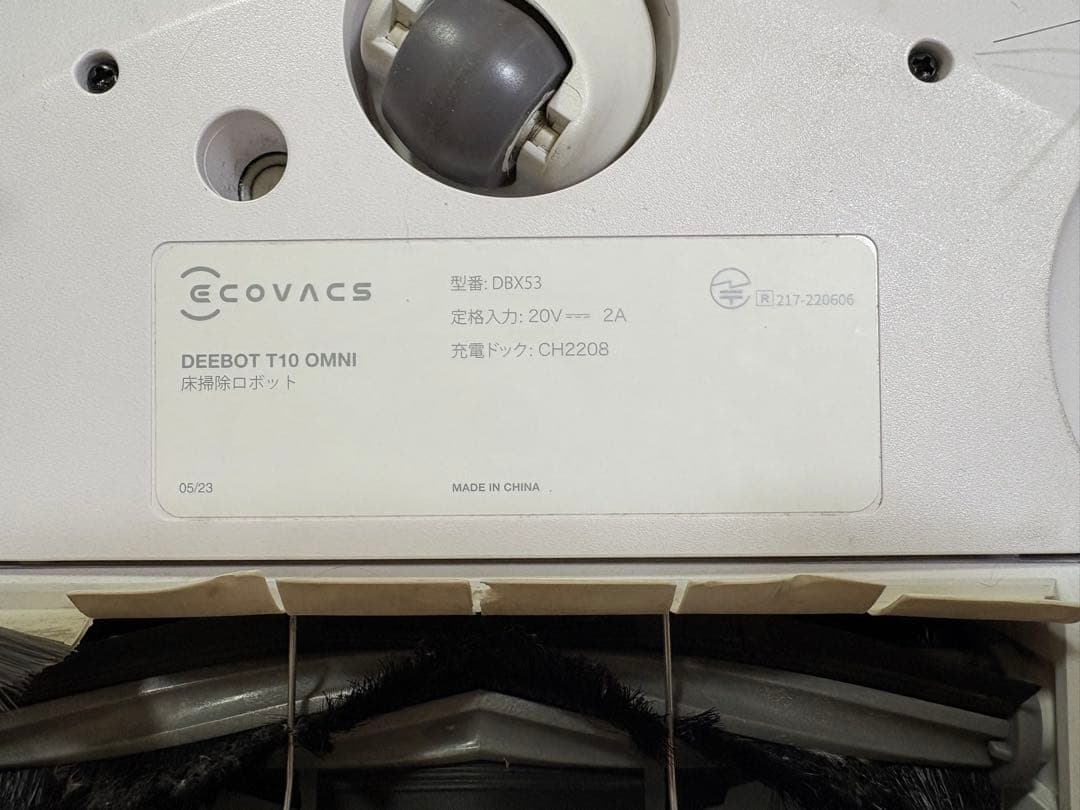 ECOVACS
DEEBOT T10 OMNI
床掃除ロボット
05/23
型番: DBX53
定格入力: 20V⎓ 2A
充電ドック: CH2208
MADE IN CHINA
R 217-220606